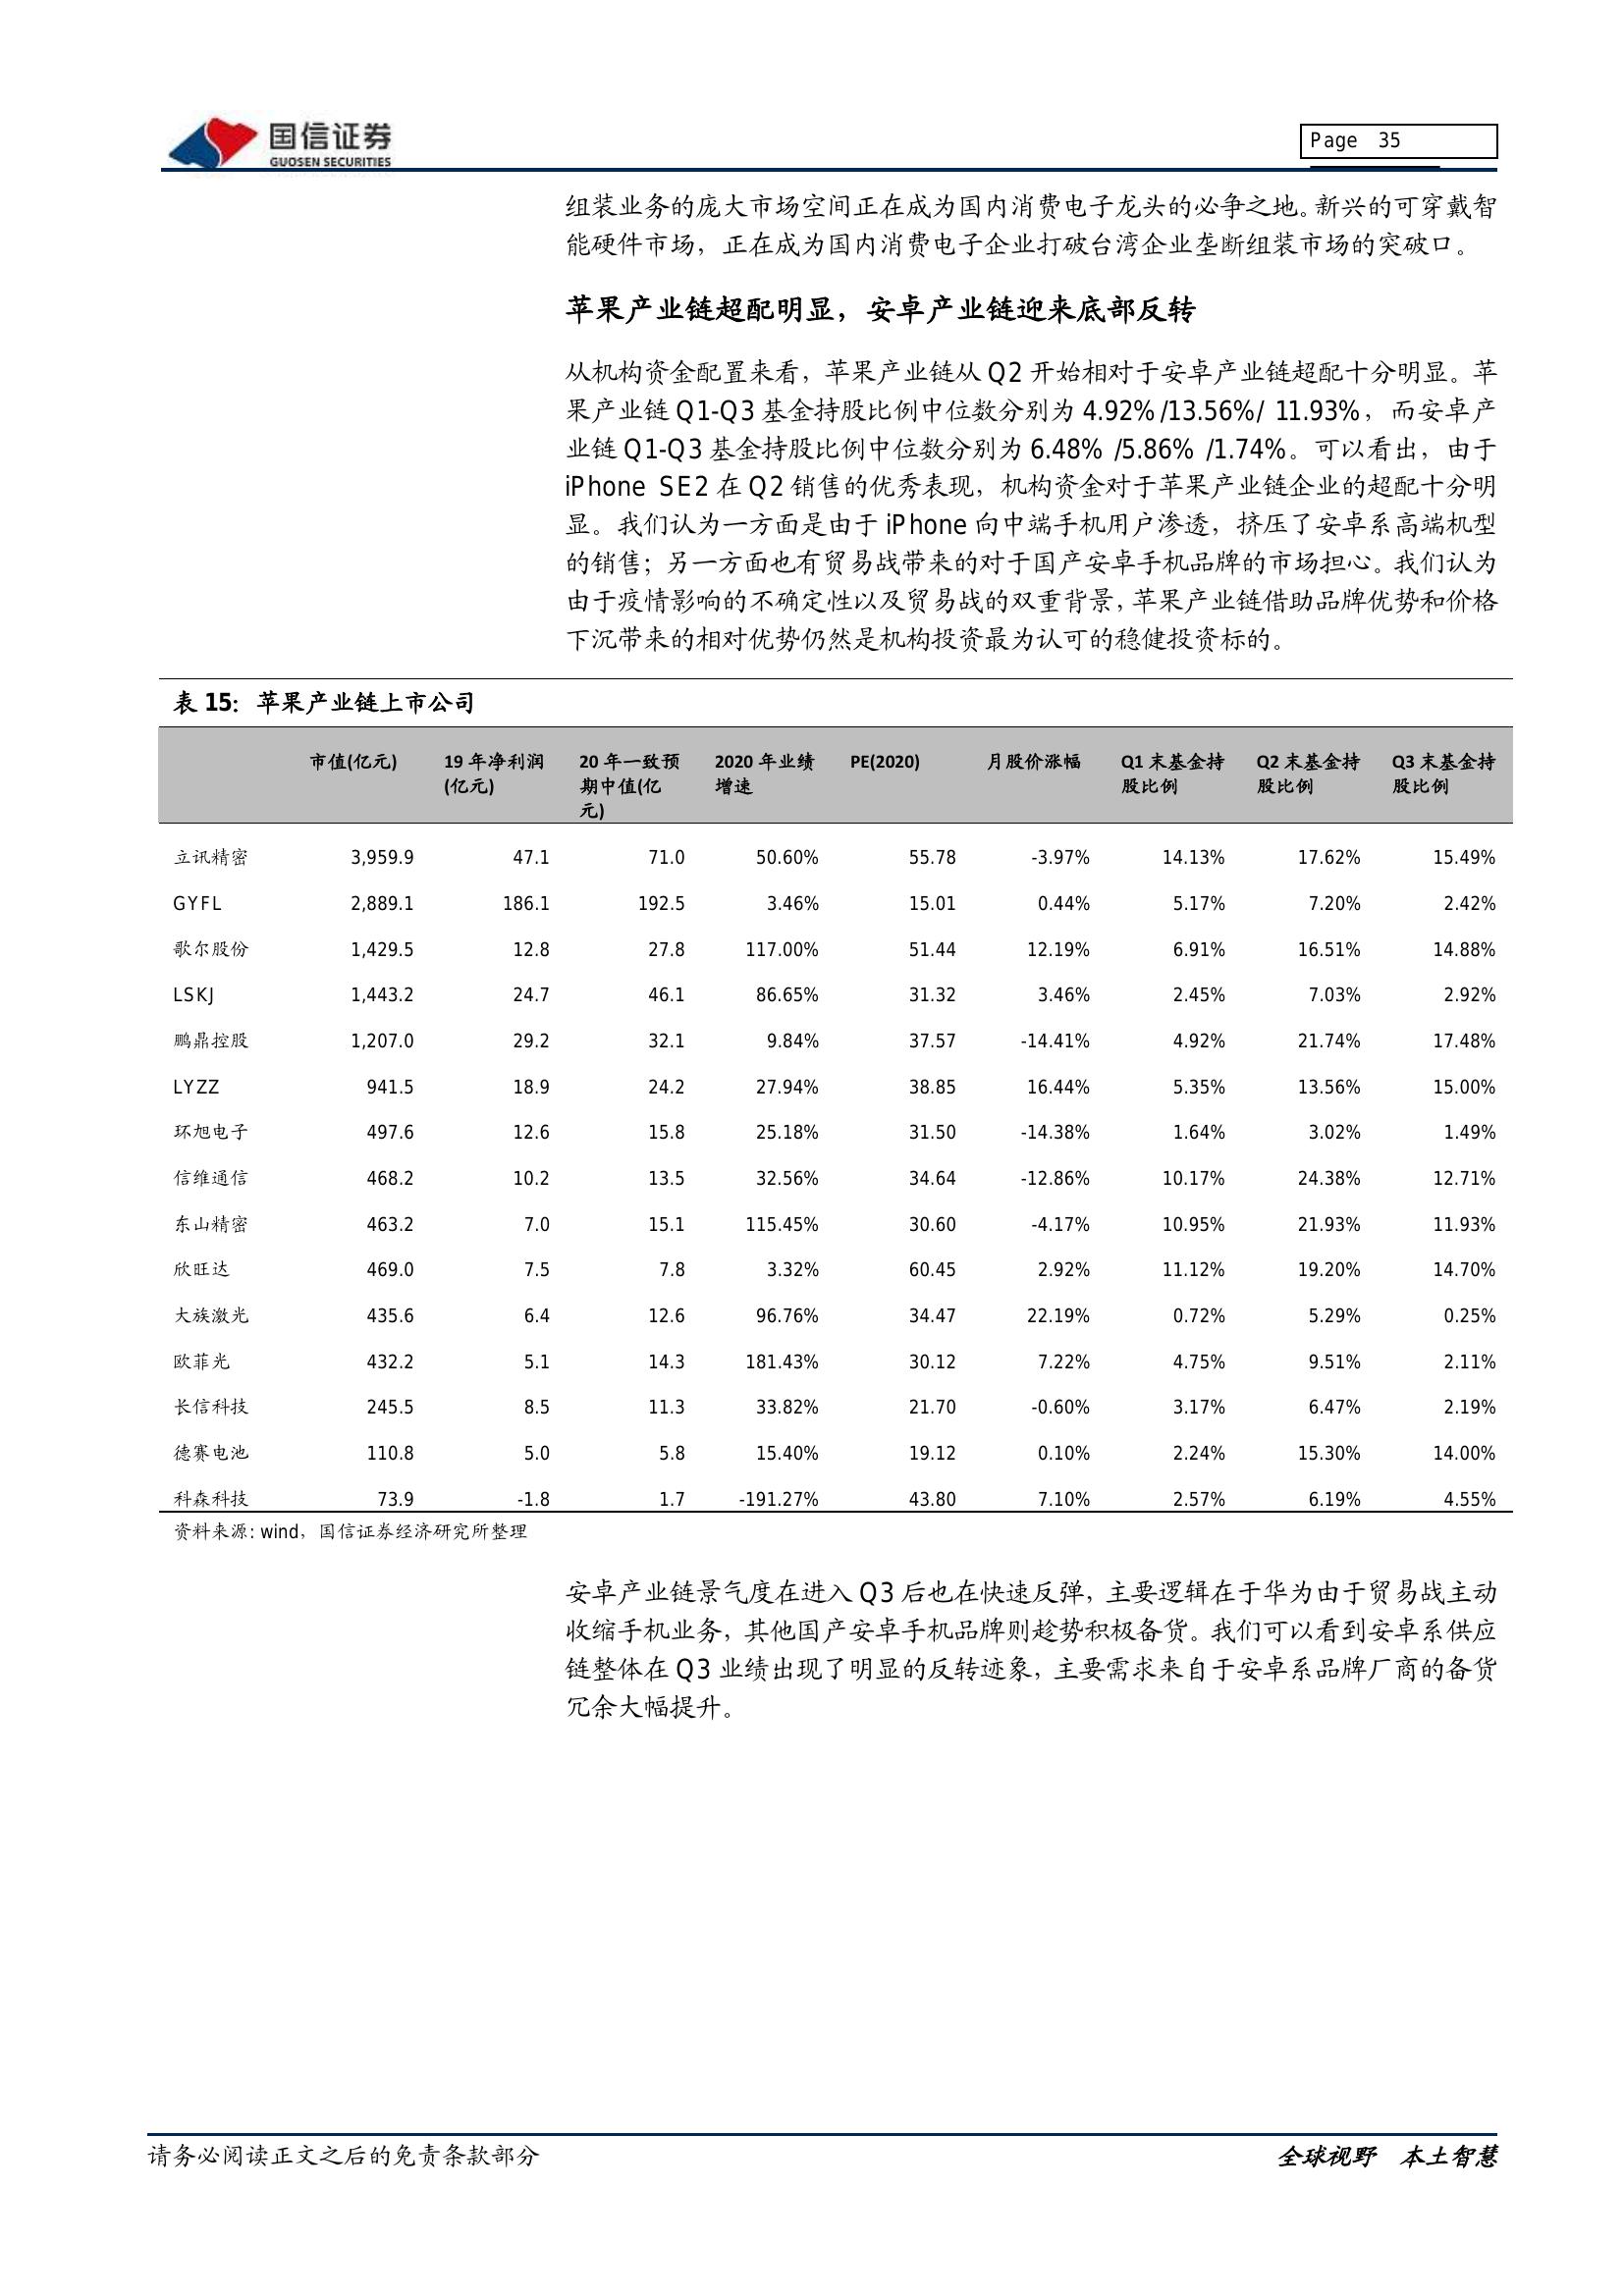 国信证券
GUOSEN SECURITIES
Page 35
组装业务的庞大市场空间正在成为国内消费电子龙头的必争之地。新兴的可穿戴智
能硬件市场，正在成为国内消费电子企业打破台湾企业垄断组装市场的突破口。
苹果产业链超配明显，安卓产业链迎来底部反转
从机构资金配置来看，苹果产业链从 Q2 开始相对于安卓产业链超配十分明显。苹
果产业链 Q1-Q3 基金持股比例中位数分别为 4.92%/13.56%/ 11.93%，而安卓产
业链 Q1-Q3 基金持股比例中位数分别为 6.48% /5.86% /1.74%。可以看出，由于
iPhone SE2 在 Q2 销售的优秀表现，机构资金对于苹果产业链企业的超配十分明
显。我们认为一方面是由于 iPhone 向中端手机用户渗透，挤压了安卓系高端机型
的销售；另一方面也有贸易战带来的对于国产安卓手机品牌的市场担心。我们认为
由于疫情影响的不确定性以及贸易战的双重背景，苹果产业链借助品牌优势和价格
下沉带来的相对优势仍然是机构投资最为认可的稳健投资标的。
表 15：苹果产业链上市公司
市值(亿元) 19 年净利润(亿元) 20 年一致预期中值(亿元) 2020 年业绩增速 PE(2020) 月股价涨幅 Q1 末基金持股比例 Q2 末基金持股比例 Q3 末基金持股比例
立讯精密 3,959.9 47.1 71.0 50.60% 55.78 -3.97% 14.13% 17.62% 15.49%
GYFL 2,889.1 186.1 192.5 3.46% 15.01 0.44% 5.17% 7.20% 2.42%
歌尔股份 1,429.5 12.8 27.8 117.00% 51.44 12.19% 6.91% 16.51% 14.88%
LSKJ 1,443.2 24.7 46.1 86.65% 31.32 3.46% 2.45% 7.03% 2.92%
鹏鼎控股 1,207.0 29.2 32.1 9.84% 37.57 -14.41% 4.92% 21.74% 17.48%
LYZZ 941.5 18.9 24.2 27.94% 38.85 16.44% 5.35% 13.56% 15.00%
环旭电子 497.6 12.6 15.8 25.18% 31.50 -14.38% 1.64% 3.02% 1.49%
信维通信 468.2 10.2 13.5 32.56% 34.64 -12.86% 10.17% 24.38% 12.71%
东山精密 463.2 7.0 15.1 115.45% 30.60 -4.17% 10.95% 21.93% 11.93%
欣旺达 469.0 7.5 7.8 3.32% 60.45 2.92% 11.12% 19.20% 14.70%
大族激光 435.6 6.4 12.6 96.76% 34.47 22.19% 0.72% 5.29% 0.25%
欧菲光 432.2 5.1 14.3 181.43% 30.12 7.22% 4.75% 9.51% 2.11%
长信科技 245.5 8.5 11.3 33.82% 21.70 -0.60% 3.17% 6.47% 2.19%
德赛电池 110.8 5.0 5.8 15.40% 19.12 0.10% 2.24% 15.30% 14.00%
科森科技 73.9 -1.8 1.7 -191.27% 43.80 7.10% 2.57% 6.19% 4.55%
资料来源：wind，国信证券经济研究所整理
安卓产业链景气度在进入 Q3 后也在快速反弹，主要逻辑在于华为由于贸易战主动
收缩手机业务，其他国产安卓手机品牌则趁势积极备货。我们可以看到安卓系供应
链整体在 Q3 业绩出现了明显的反转迹象，主要需求来自于安卓系品牌厂商的备货
冗余大幅提升。
请务必阅读正文之后的免责条款部分
全球视野 本土智慧